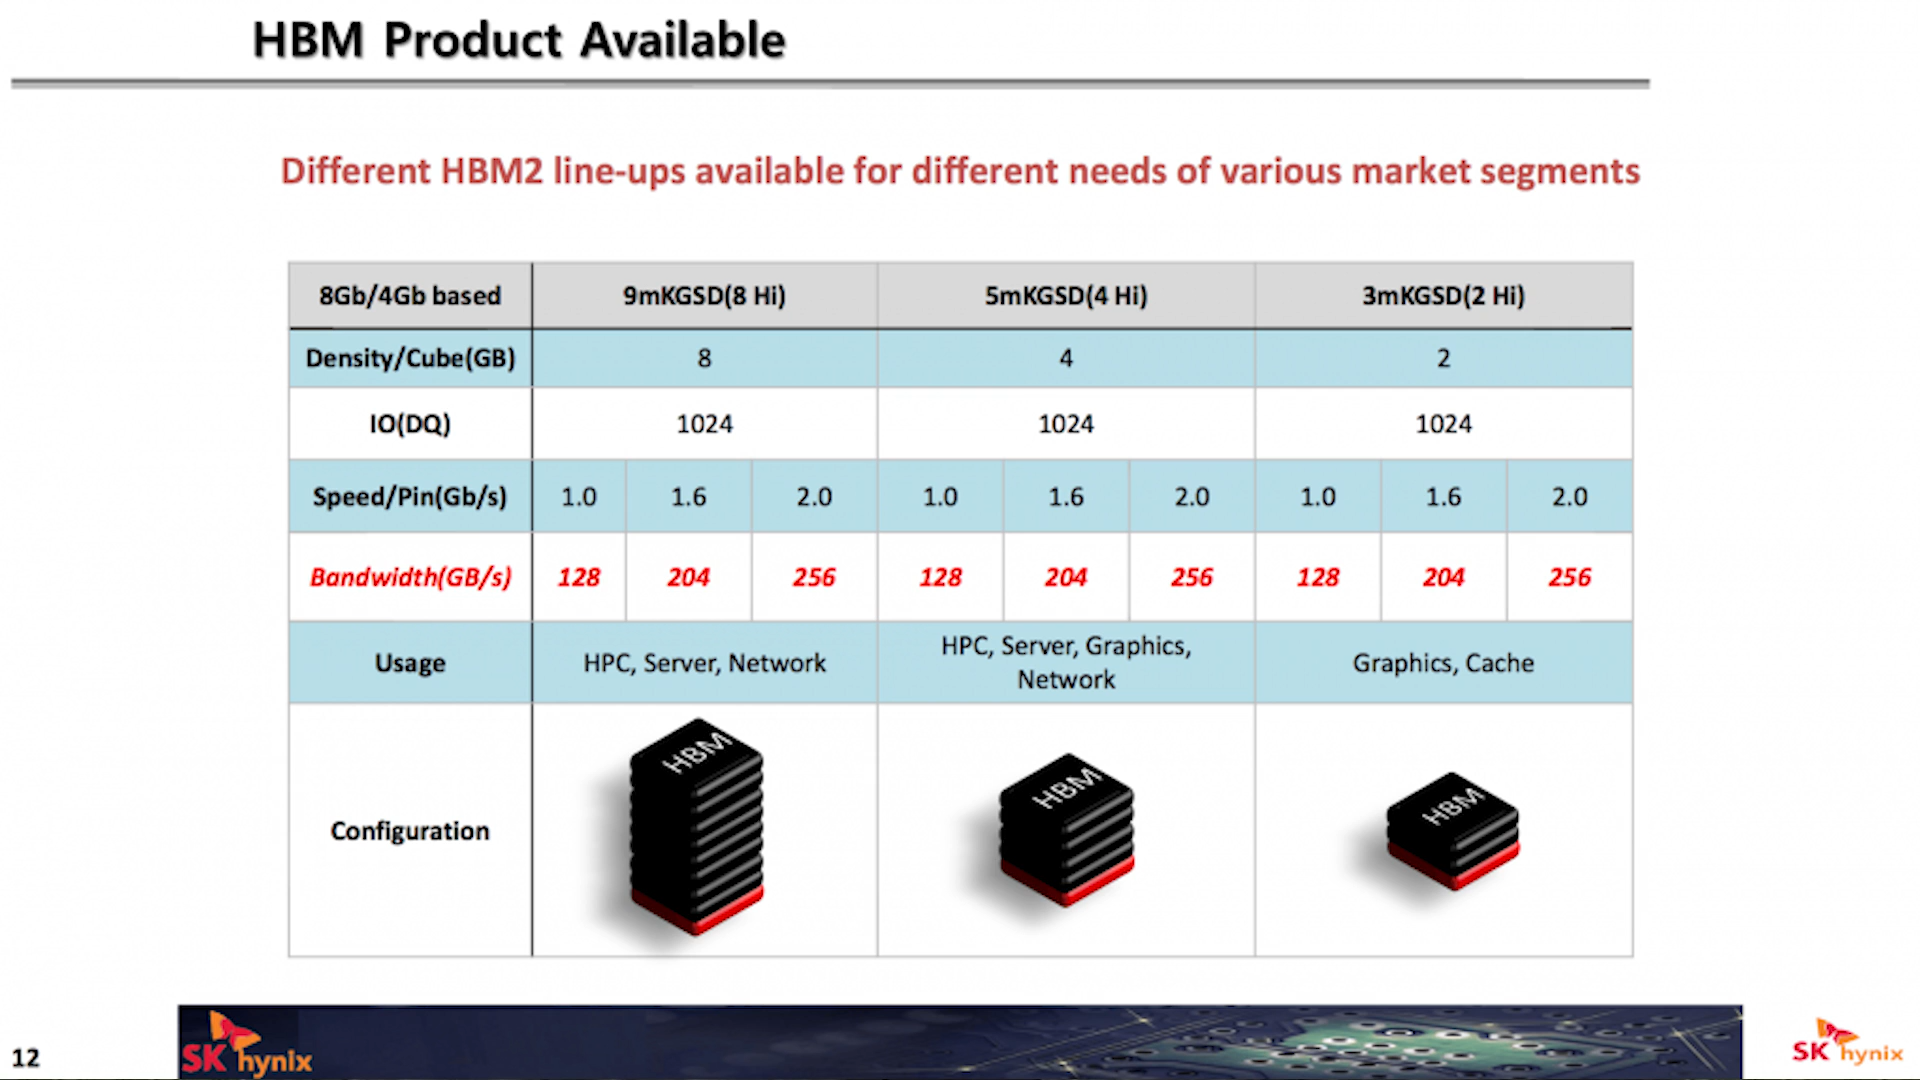 HBM Product Available
Different HBM2 line-ups available for different needs of various market segments
8Gb/4Gb based 9mKGSD(8 Hi) 5mKGSD(4 Hi) 3mKGSD(2 Hi)
Density/Cube(GB) 8 4 2
IO(DQ) 1024 1024 1024
Speed/Pin(Gb/s) 1.0 1.6 2.0 1.0 1.6 2.0 1.0 1.6 2.0
Bandwidth(GB/s) 128 204 256 128 204 256 128 204 256
Usage HPC, Server, Network HPC, Server, Graphics,
Network Graphics, Cache
Configuration HBM HBM HBM
12 SK hynix SK hynix